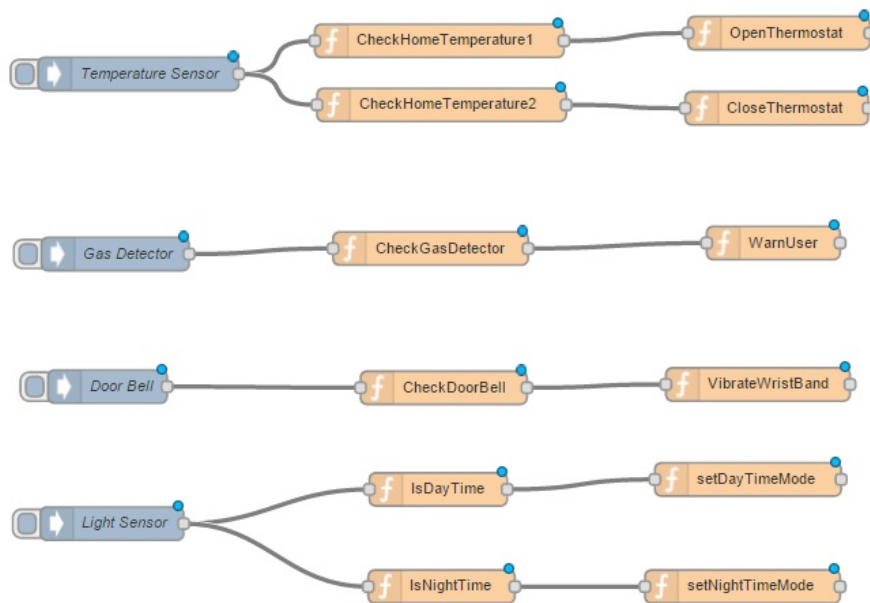 CheckHomeTemperature1
OpenThermostat
Temperature Sensor
CheckHomeTemperature2
CloseThermostat
Gas Detector
CheckGasDetector
WarnUser
Door Bell
CheckDoorBell
VibrateWristBand
IsDayTime
setDayTimeMode
Light Sensor
IsNightTime
setNightTimeMode